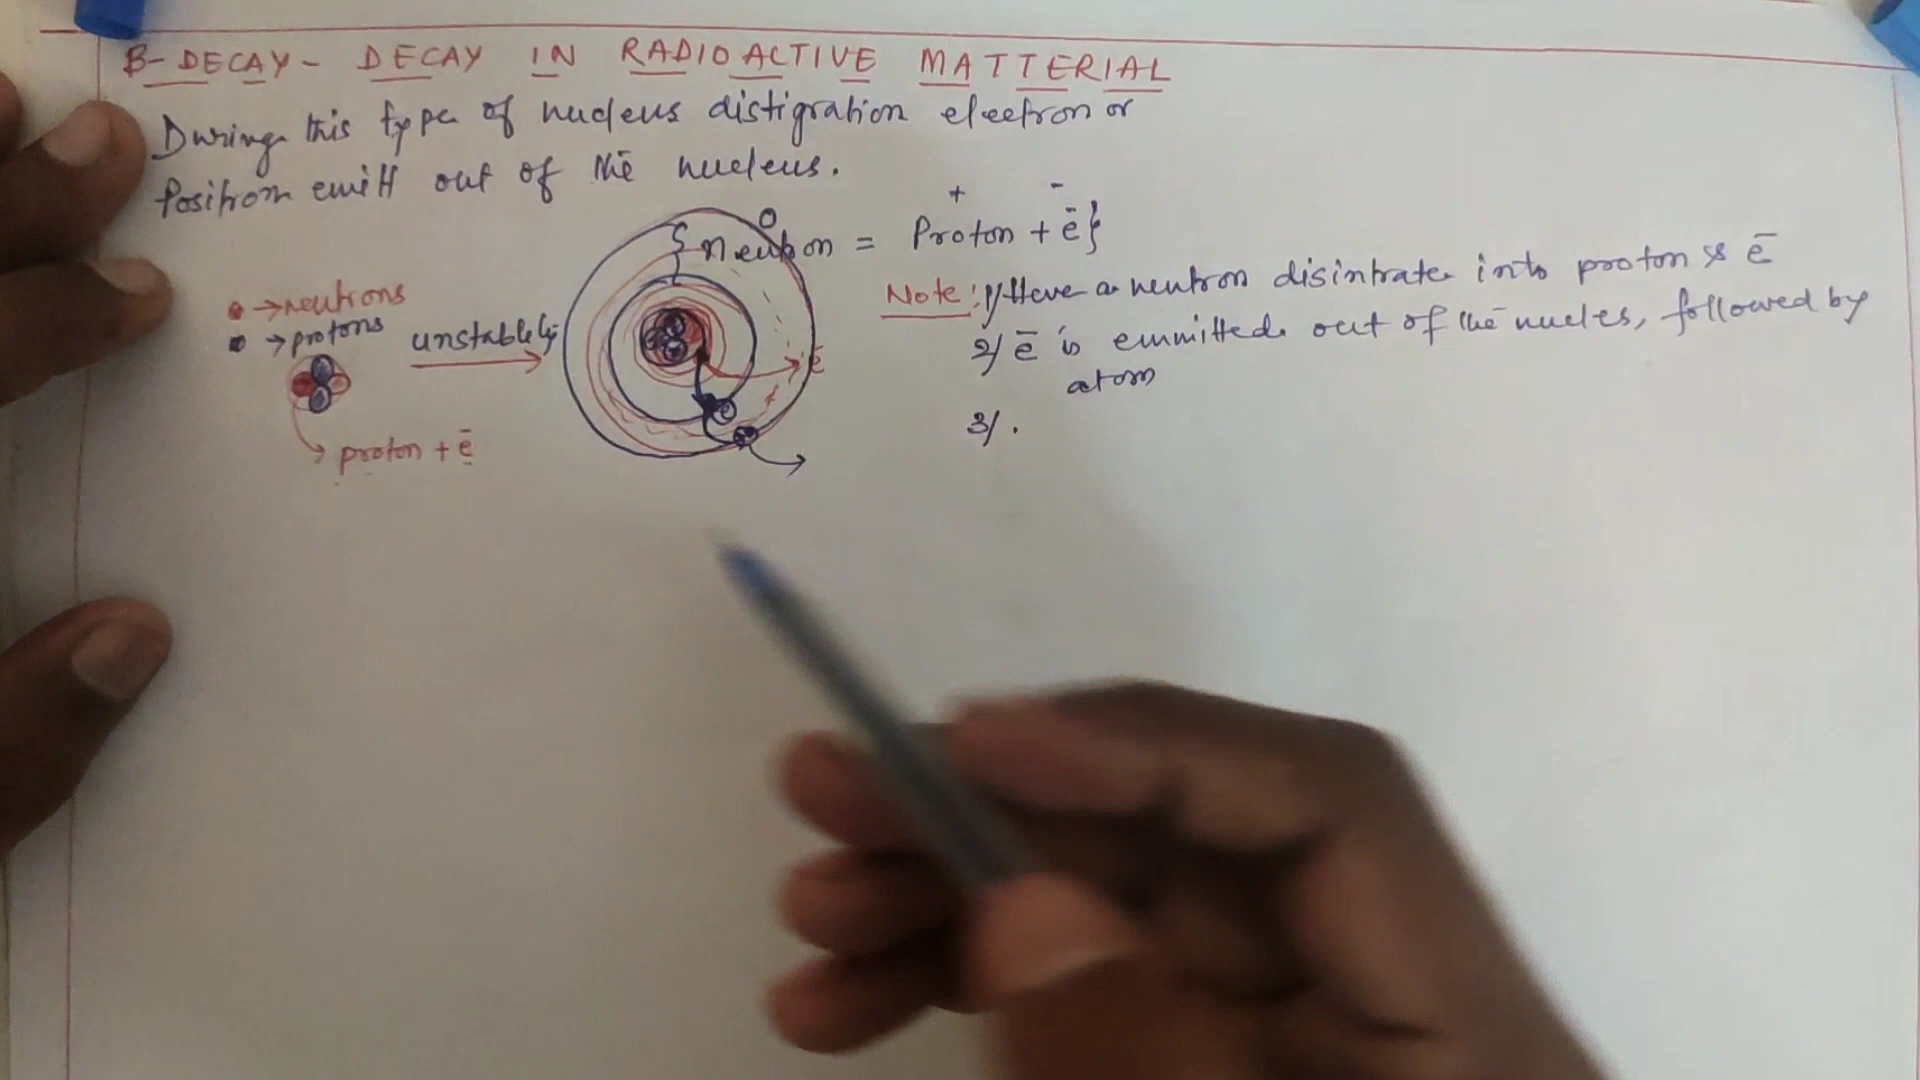 B-DECAY- DECAY IN RADIOACTIVE MATTERIAL
During this type of nucleus distigration electron or
Positrom emitt out of the nucleus.
{neutron = Proton + e̅}
+ -
→neutrons
→protons
unstablely
proton + e̅
e̅
Note: 1/ Here a neutron disintrate into proton & e̅
2/ e̅ is emmitted out of the nucles, followed by
atom
3/ .